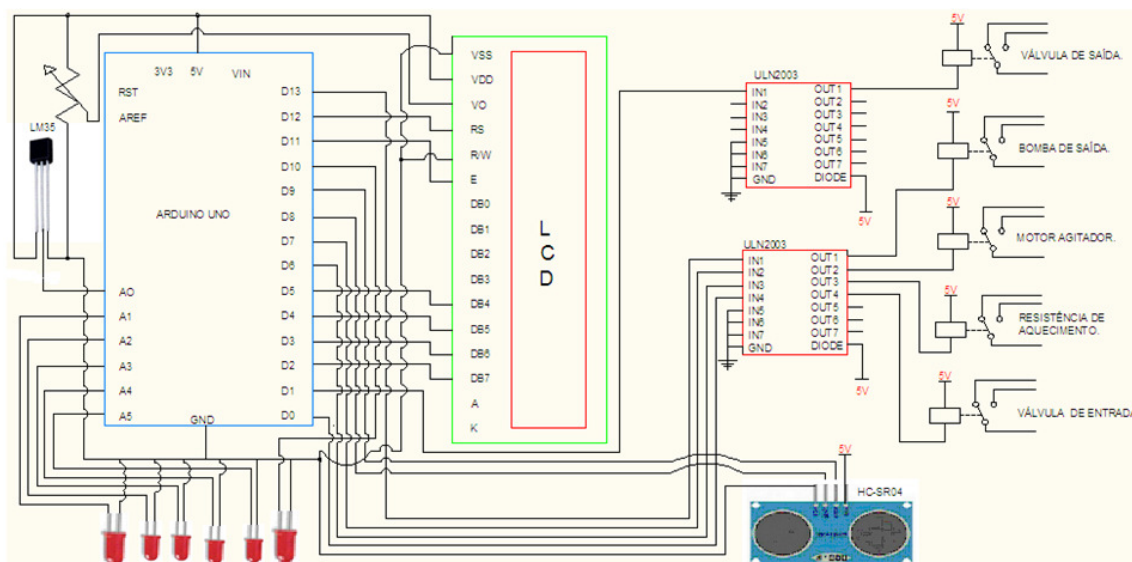 LM35
3V3 5V VIN
RST
AREF
ARDUINO UNO
A0
A1
A2
A3
A4
A5
GND
D13
D12
D11
D10
D9
D8
D7
D6
D5
D4
D3
D2
D1
D0
VSS
VDD
VO
RS
R/W
E
DB0
DB1
DB2
DB3
DB4
DB5
DB6
DB7
A
K
L
C
D
ULN2003
IN1
IN2
IN3
IN4
IN5
IN6
IN7
GND
OUT1
OUT2
OUT3
OUT4
OUT5
OUT6
OUT7
DIODE
5V
ULN2003
IN1
IN2
IN3
IN4
IN5
IN6
IN7
GND
OUT1
OUT2
OUT3
OUT4
OUT5
OUT6
OUT7
DIODE
5V
5V
VÁLVULA DE SAÍDA.
5V
BOMBA DE SAÍDA.
5V
MOTOR AGITADOR.
5V
RESISTÊNCIA DE
AQUECIMENTO.
5V
VÁLVULA DE ENTRADA
5V
HC-SR04